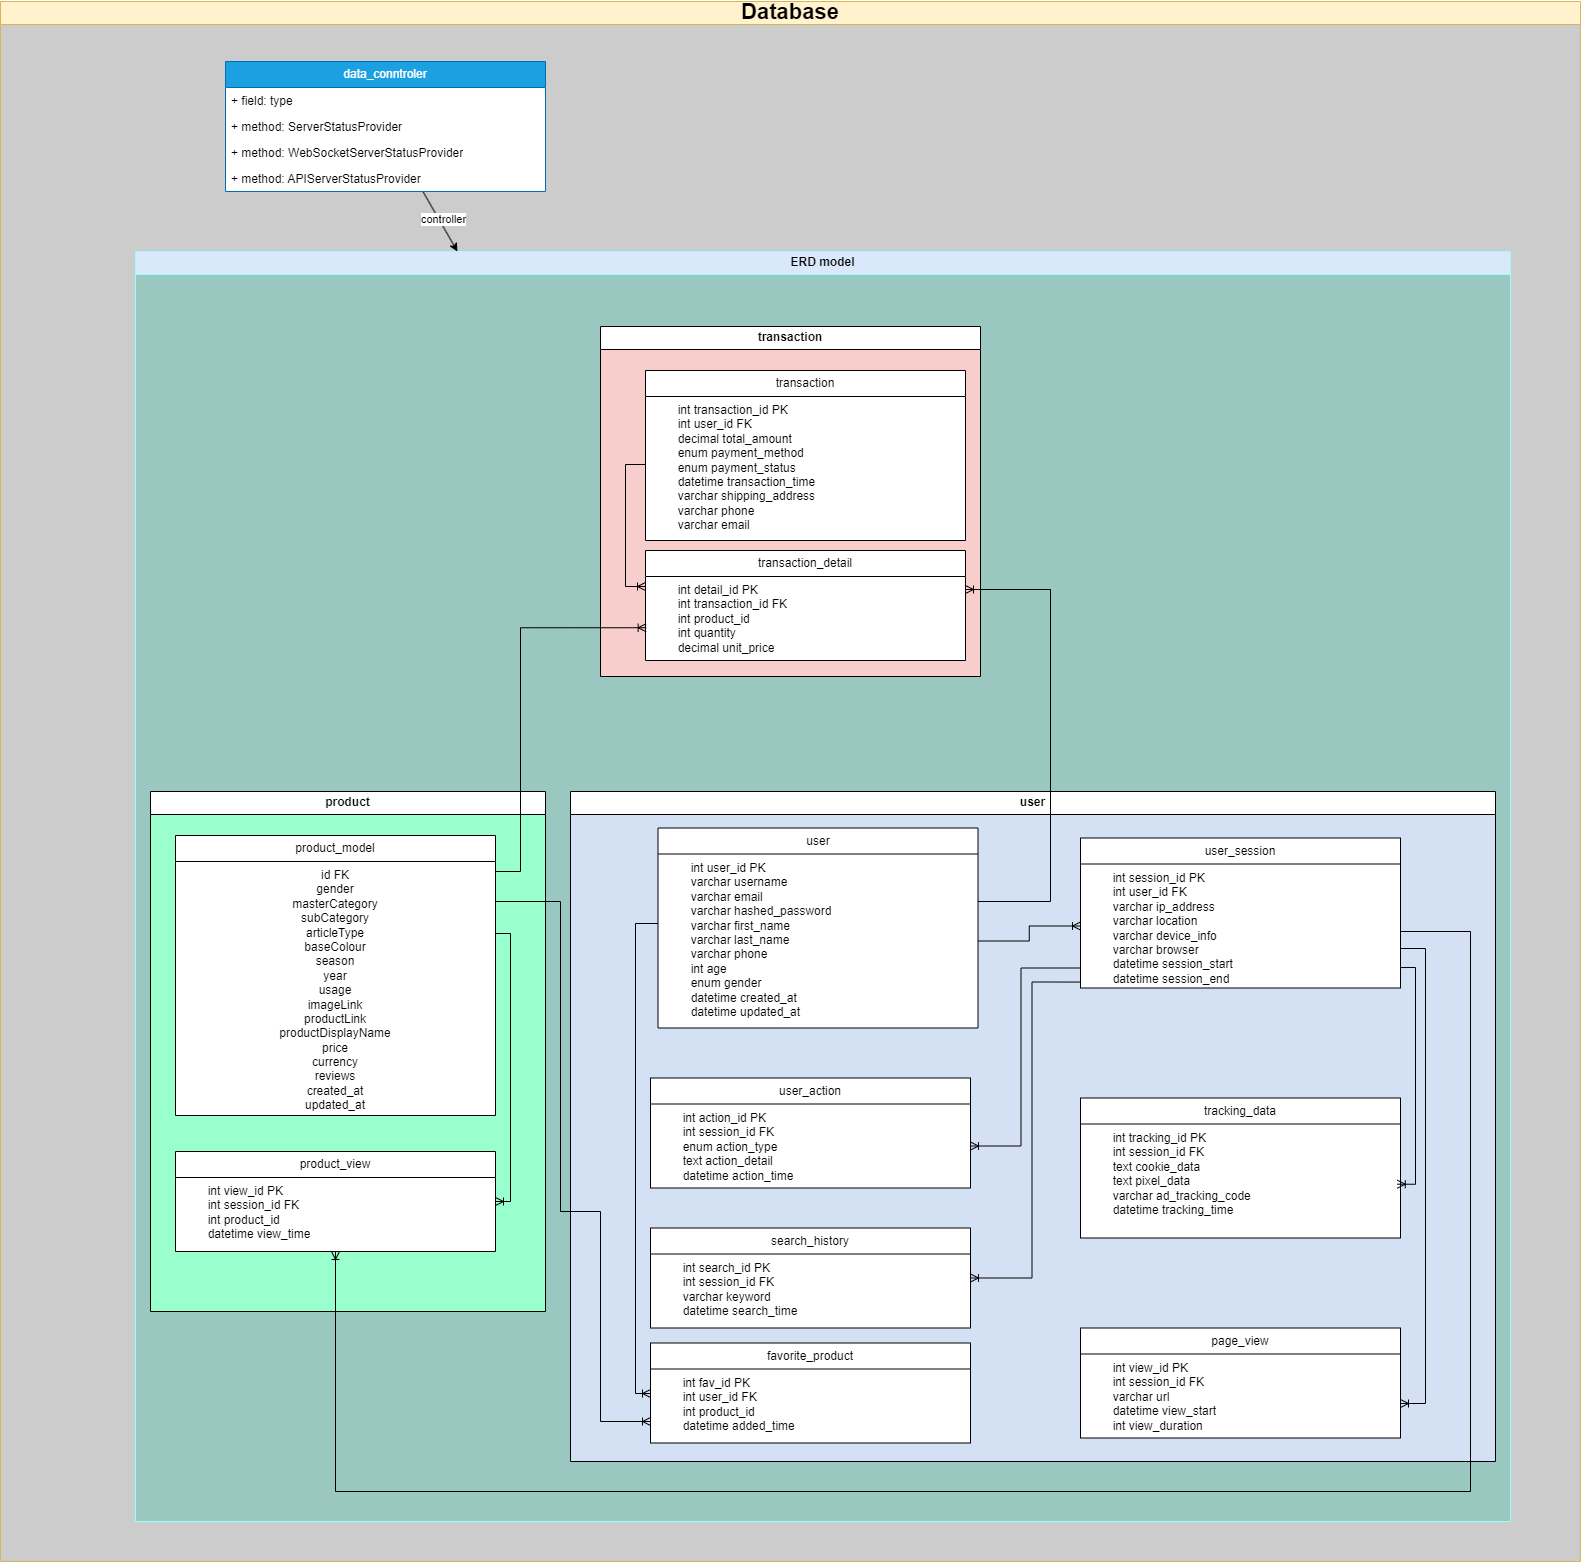 Database
data_conntroler
+ field: type
+ method: ServerStatusProvider
+ method: WebSocketServerStatusProvider
+ method: APIServerStatusProvider
controller
ERD model
transaction
transaction
int transaction_id PK
int user_id FK
decimal total_amount
enum payment_method
enum payment_status
datetime transaction_time
varchar shipping_address
varchar phone
varchar email
transaction_detail
int detail_id PK
int transaction_id FK
int product_id
int quantity
decimal unit_price
product
product_model
id FK
gender
masterCategory
subCategory
articleType
baseColour
season
year
usage
imageLink
productLink
productDisplayName
price
currency
reviews
created_at
updated_at
product_view
int view_id PK
int session_id FK
int product_id
datetime view_time
user
user
int user_id PK
varchar username
varchar email
varchar hashed_password
varchar first_name
varchar last_name
varchar phone
int age
enum gender
datetime created_at
datetime updated_at
user_session
int session_id PK
int user_id FK
varchar ip_address
varchar location
varchar device_info
varchar browser
datetime session_start
datetime session_end
user_action
int action_id PK
int session_id FK
enum action_type
text action_detail
datetime action_time
tracking_data
int tracking_id PK
int session_id FK
text cookie_data
text pixel_data
varchar ad_tracking_code
datetime tracking_time
search_history
int search_id PK
int session_id FK
varchar keyword
datetime search_time
favorite_product
int fav_id PK
int user_id FK
int product_id
datetime added_time
page_view
int view_id PK
int session_id FK
varchar url
datetime view_start
int view_duration